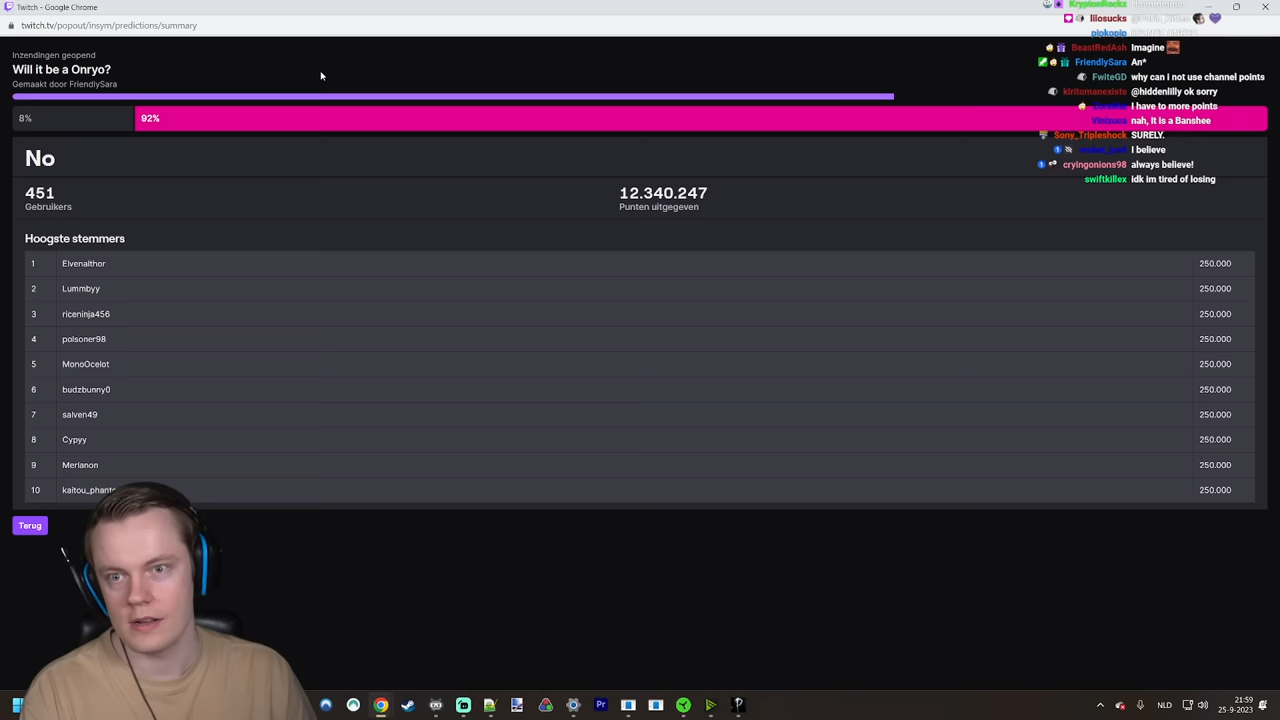 Twitch - Google Chrome
twitch.tv/popout/insym/predictions/summary
Inzendingen geopend
Will it be a Onryo?
Gemaakt door FriendlySara
8%
92%
No
451
Gebruikers
12.340.247
Punten uitgegeven
Hoogste stemmers
1 Elvenalthor 250.000
2 Lummbyy 250.000
3 riceninja456 250.000
4 poisoner98 250.000
5 MonoOcelot 250.000
6 budzbunny0 250.000
7 salven49 250.000
8 Cypyy 250.000
9 Merlanon 250.000
10 kaitou_phanto 250.000
Terug
KryptonRockz
lilosucks
pipkopip
BeastRedAsh Imagine
FriendlySara An*
FwiteGD why can i not use channel points
kiritomanexists @hiddenlilly ok sorry
I have to more points
Vinizuca nah, it is a Banshee
Sony_Tripleshock SURELY.
I believe
cryingonions98 always believe!
swiftkillex idk im tired of losing
NLD
21:59
25-9-2023